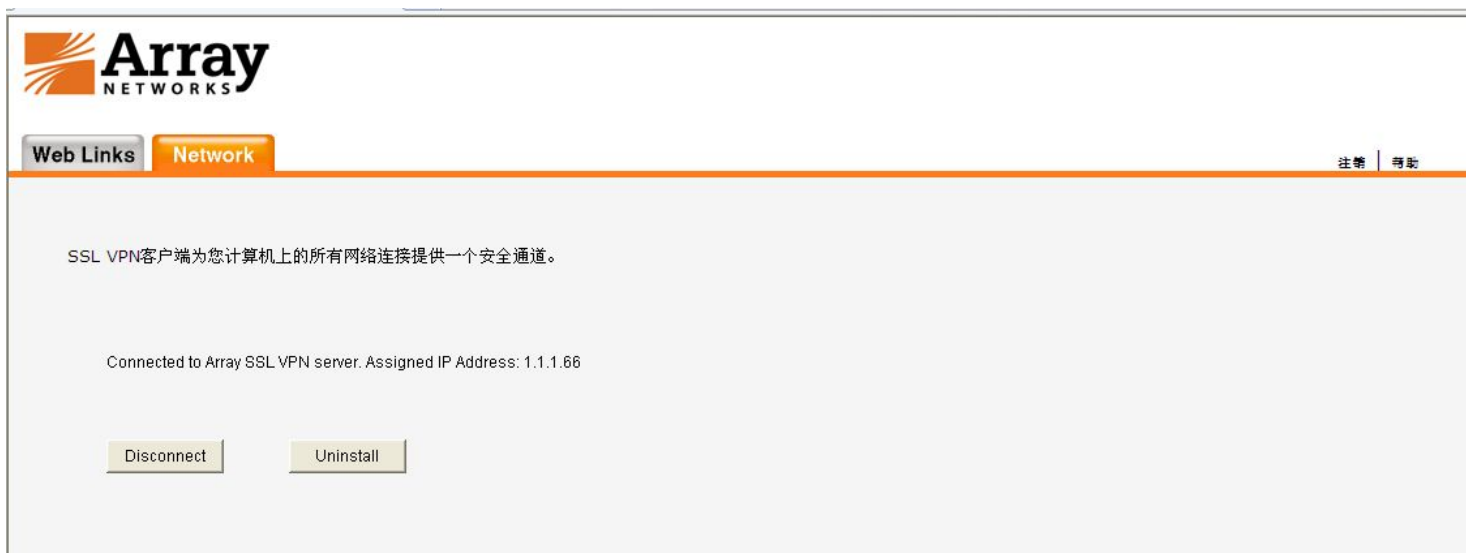 Array
NETWORKS
Web Links Network
注销 | 帮助
SSL VPN客户端为您计算机上的所有网络连接提供一个安全通道。
Connected to Array SSL VPN server. Assigned IP Address: 1.1.1.66
Disconnect Uninstall